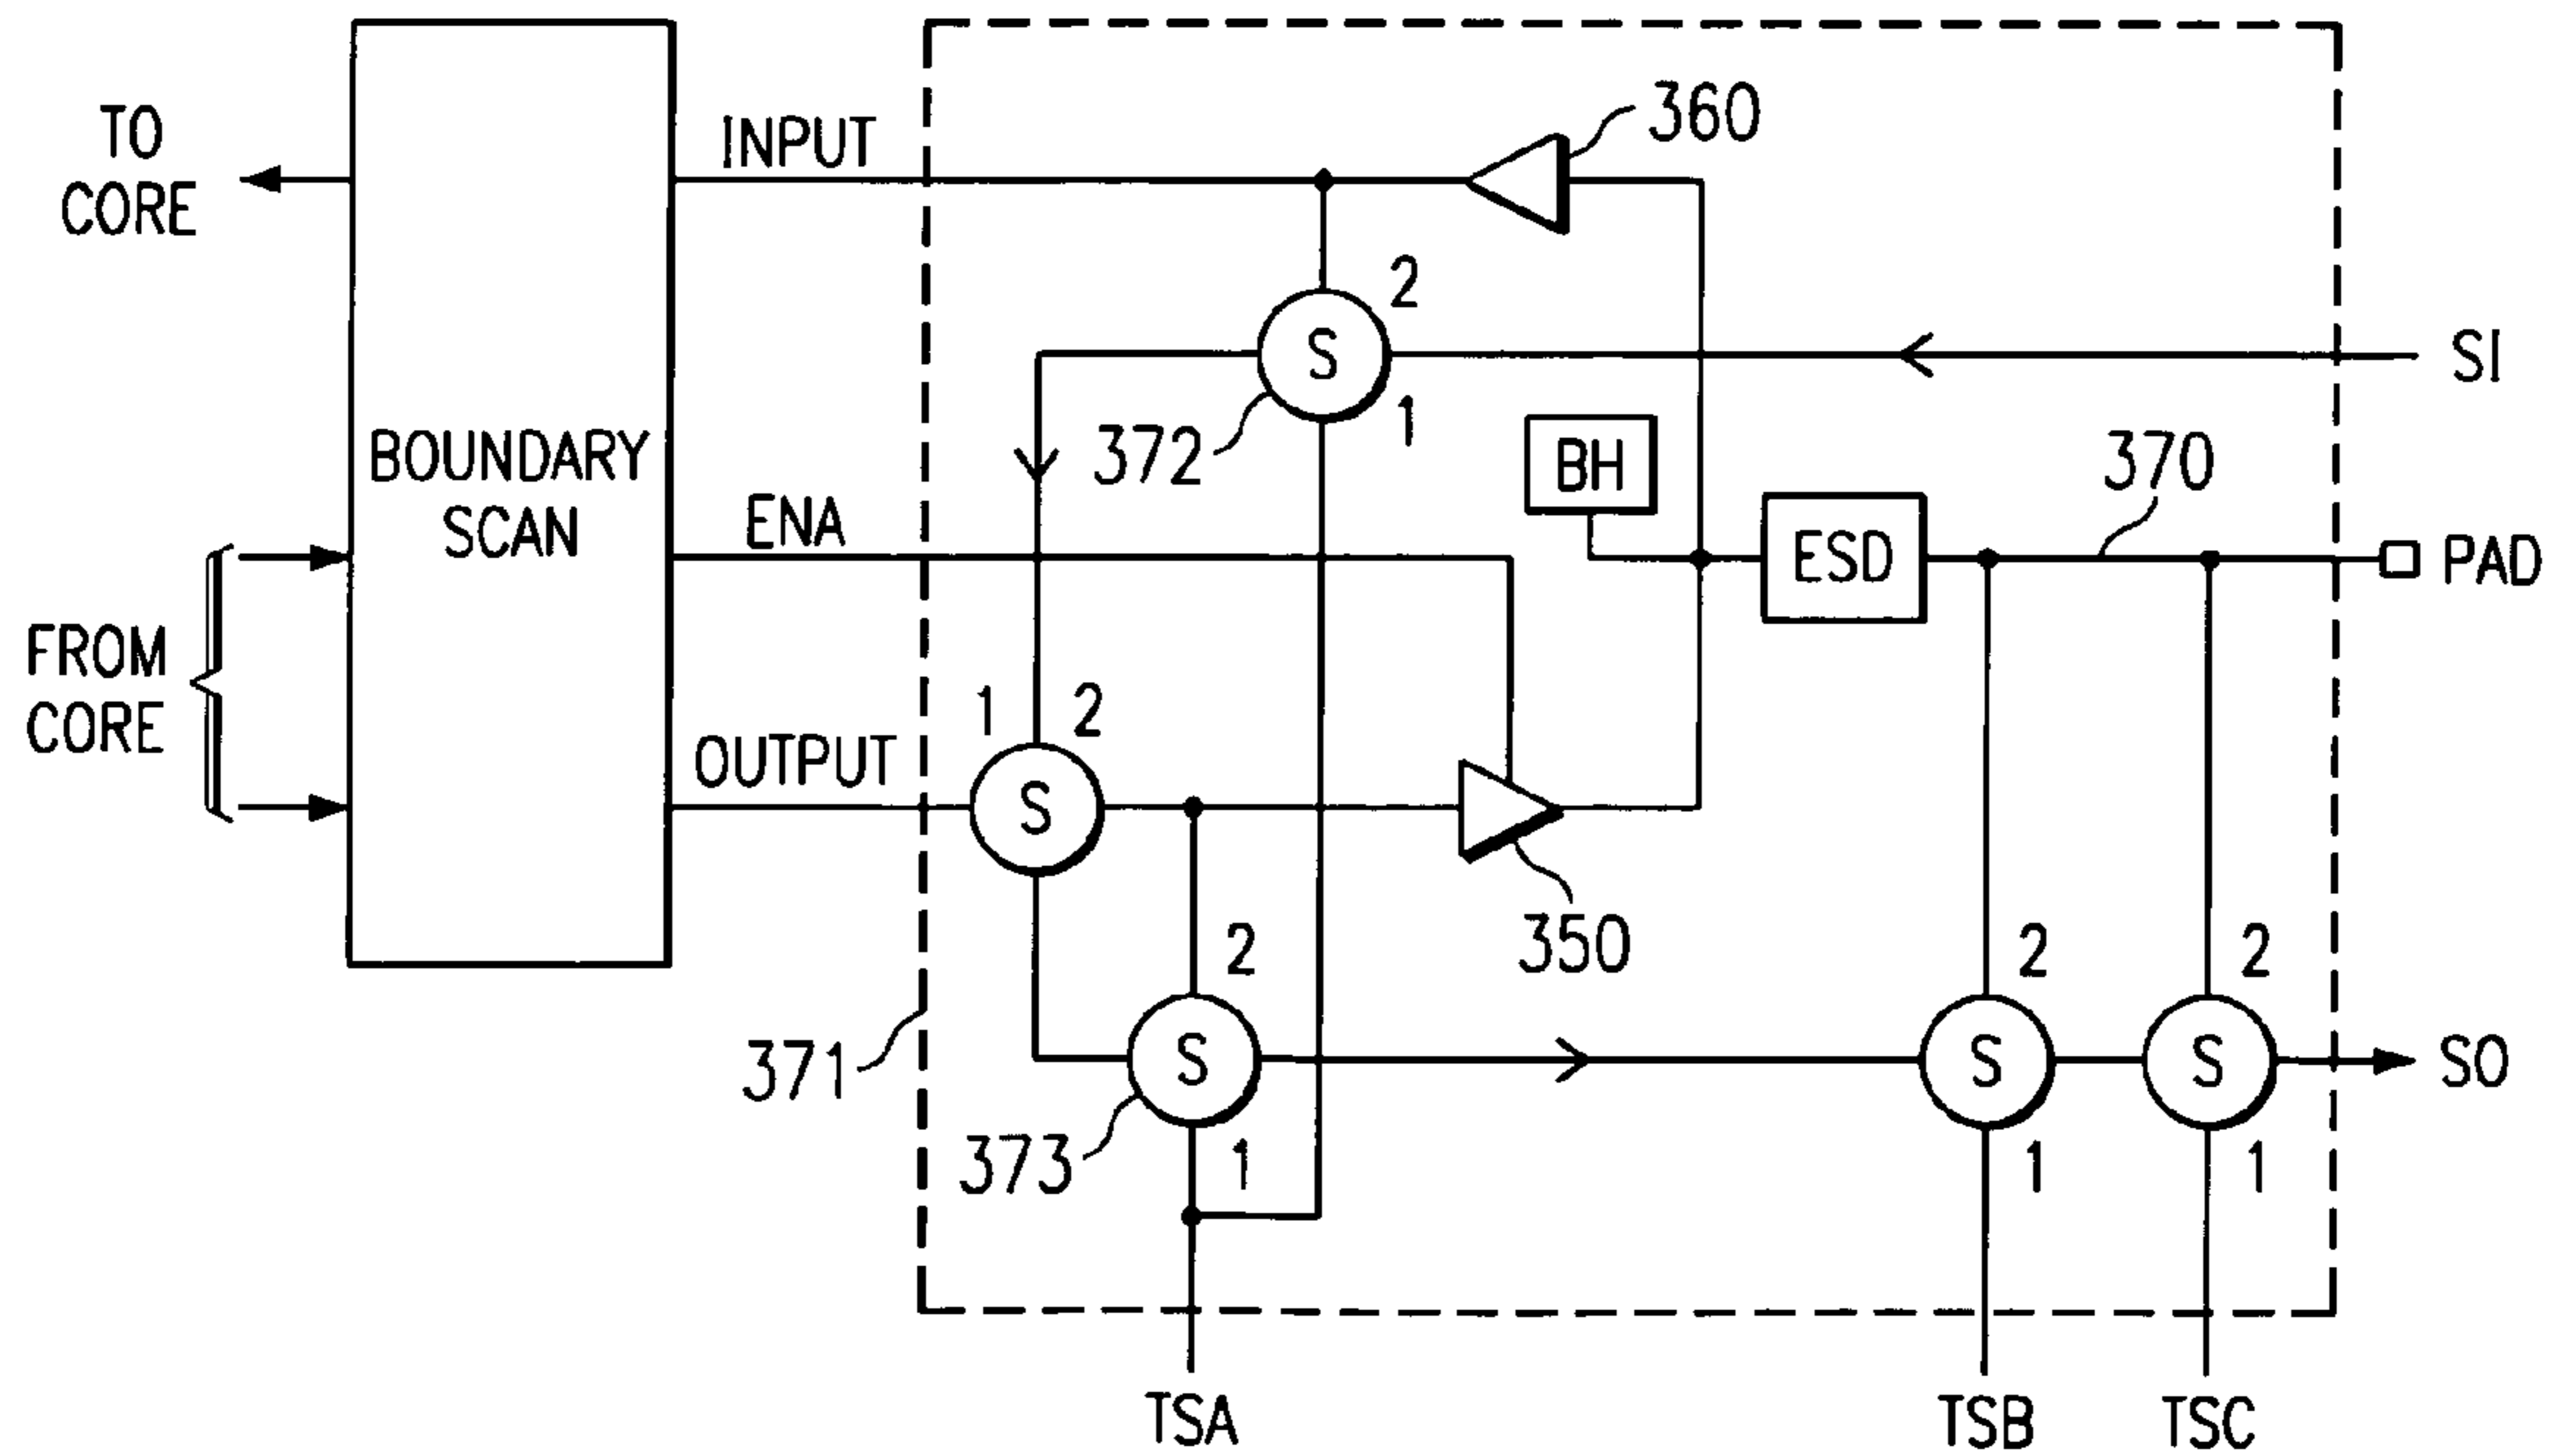 360
TO
CORE
INPUT
2
S
SI
1
372
BOUNDARY
SCAN
BH
370
ENA
ESD
PAD
FROM
CORE
1
2
OUTPUT
S
350
2
2
2
371
S
S
S
SO
373
1
1
1
TSA
TSB
TSC